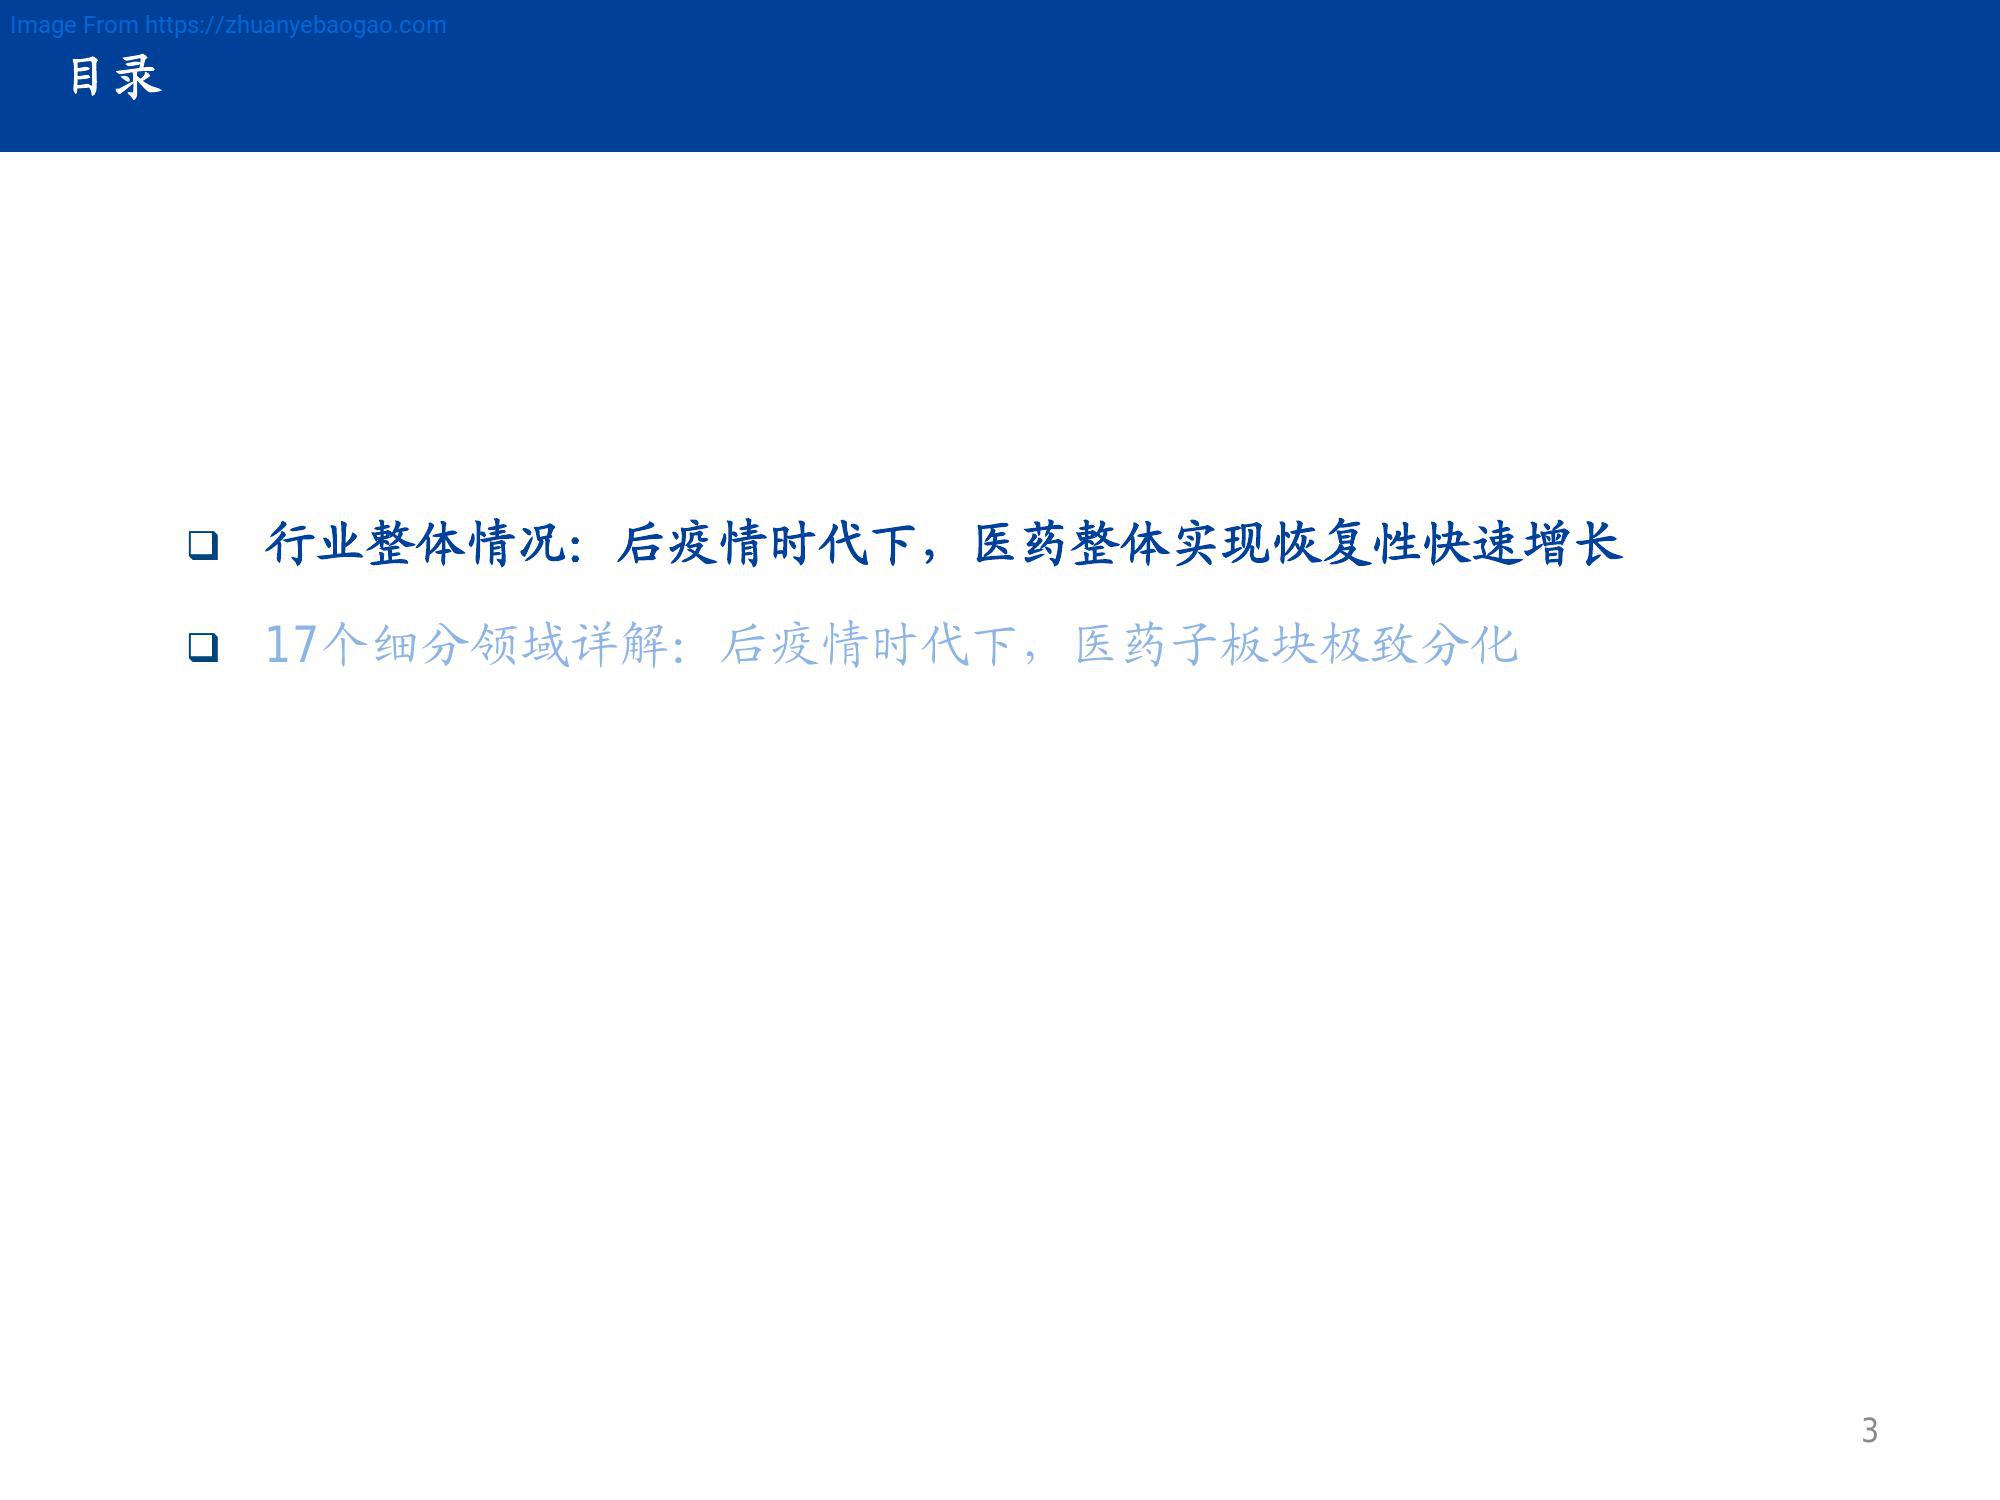 Image From https://zhuanyebaogao.com
目录
❑ 行业整体情况：后疫情时代下，医药整体实现恢复性快速增长
❑ 17个细分领域详解：后疫情时代下，医药子板块极致分化
3